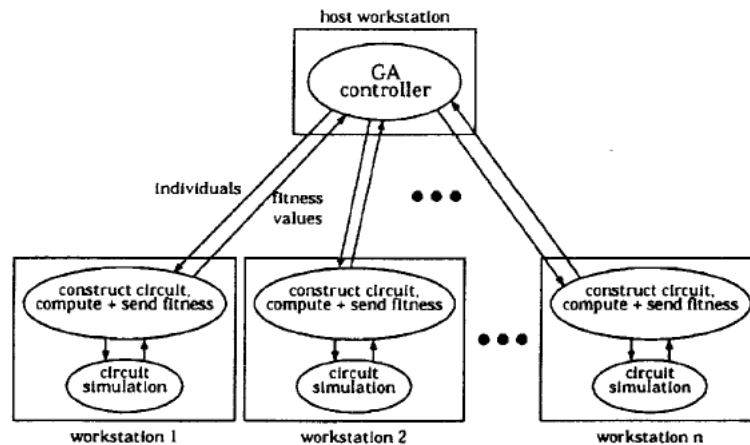 host workstation
GA
controller
individuals
fitness
values
construct circuit,
compute + send fitness
circuit
simulation
workstation 1
construct circuit,
compute + send fitness
circuit
simulation
workstation 2
construct circuit,
compute + send fitness
circuit
simulation
workstation n